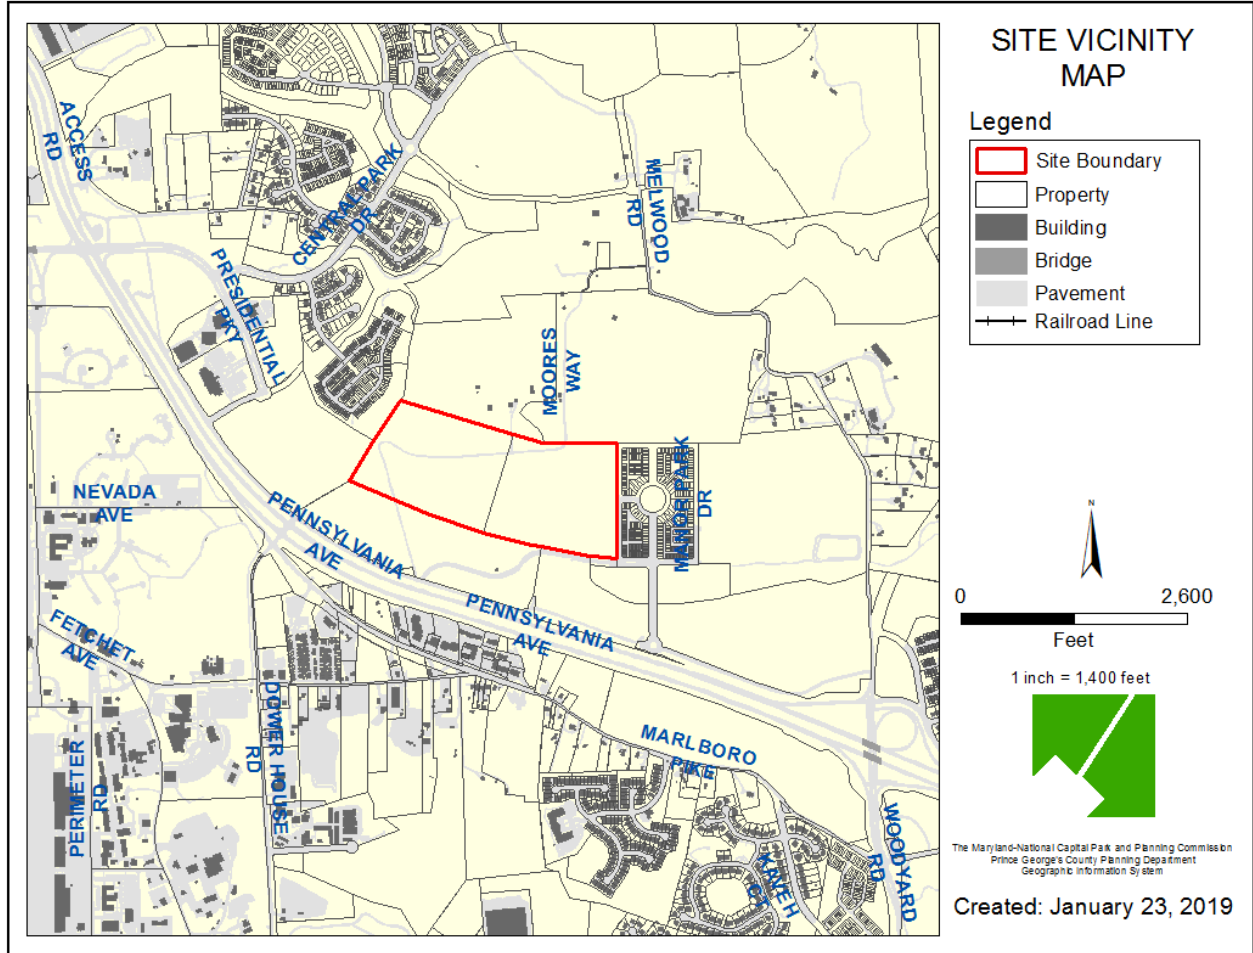 SITE VICINITY
MAP
Legend
Site Boundary
Property
Building
Bridge
Pavement
Railroad Line
ACCESS
RD
CENTRAL PARK
DR
MELWOOD
RD
PRESIDENTIAL
PKY
MOORES
WAY
MANOR PARK
DR
NEVADA
AVE
PENNSYLVANIA
AVE
PENNSYLVANIA
AVE
FETCHET
AVE
DOWER HOUSE
RD
PERIMETER
RD
MARLBORO
PIKE
KAVEH
CT
WOODYARD
RD
N
0 2,600
Feet
1 inch = 1,400 feet
The Maryland-National Capital Park and Planning Commission
Prince George's County Planning Department
Geographic Information System
Created: January 23, 2019